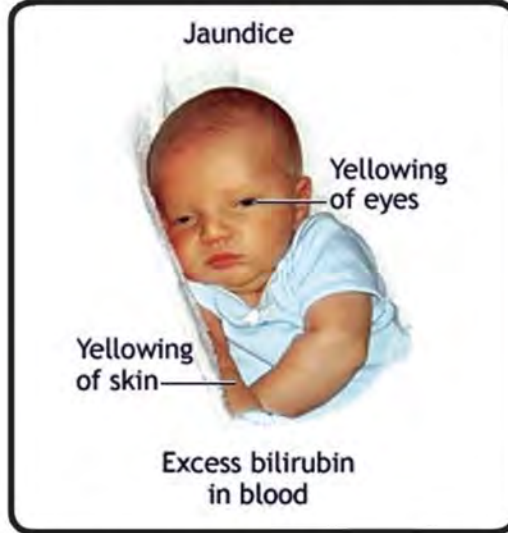 Jaundice
Yellowing
of eyes
Yellowing
of skin
Excess bilirubin
in blood